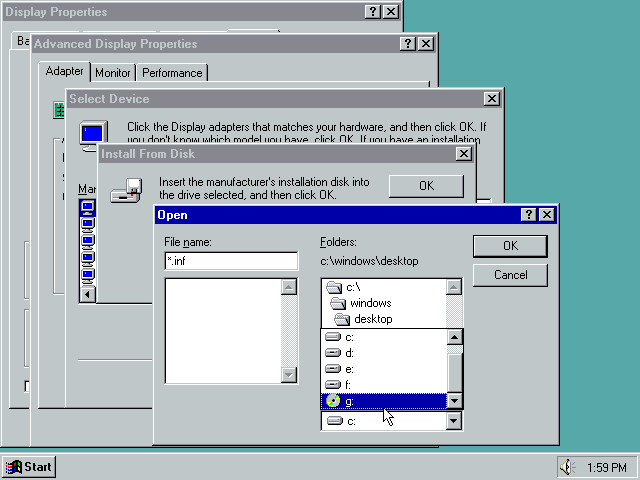 Display Properties
Ba
Advanced Display Properties
Adapter
Monitor
Performance
Select Device
Click the Display adapters that matches your hardware, and then click OK. If
you don't know which model you have, click OK. If you have an installation
Install From Disk
Insert the manufacturer's installation disk into
the drive selected, and then click OK.
OK
Open
File name:
*.inf
Folders:
c:\windows\desktop
OK
Cancel
c:\
windows
desktop
c:
d:
e:
f:
g:
c:
Start
1:59 PM